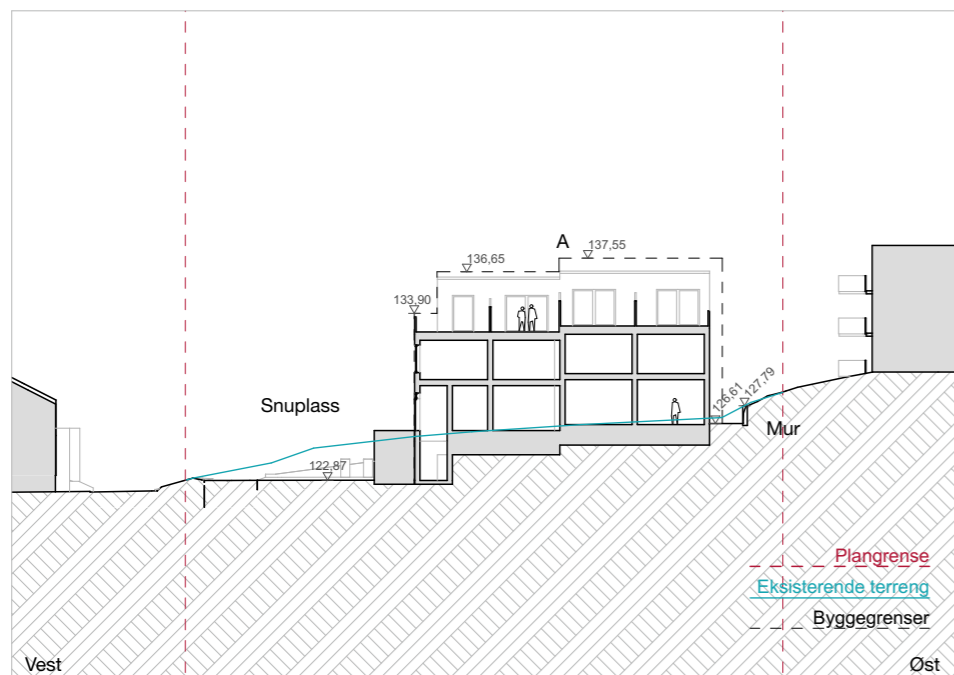 A
137,55
136,65
133,90
127,79
126,61
Snuplass
Mur
122,87
Plangrense
Eksisterende terreng
Byggegrenser
Vest
Øst